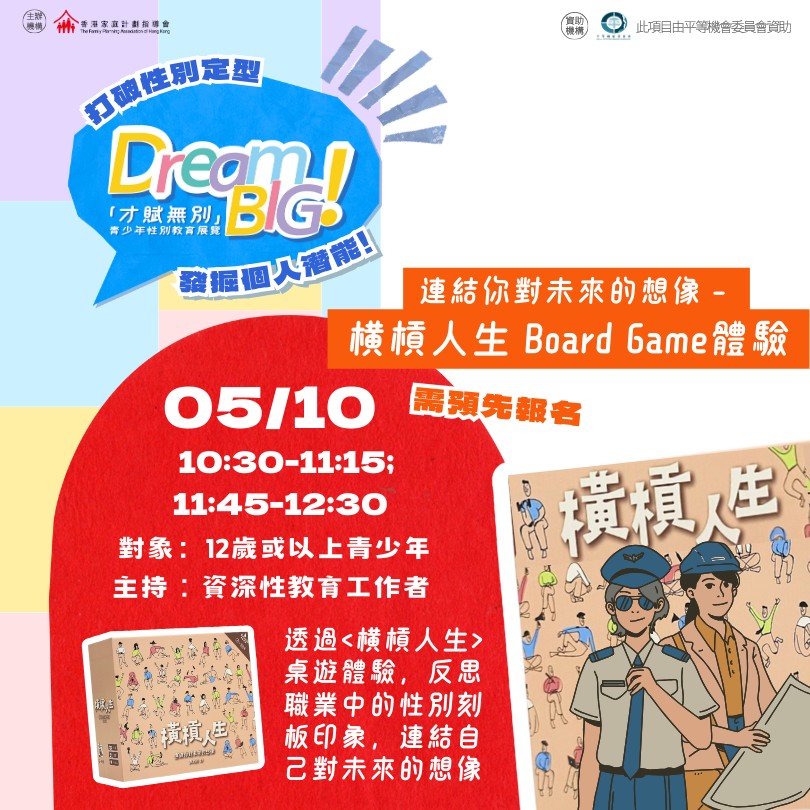 主辦
機構
香港家庭計劃指導會
The Family Planning Association of Hong Kong
資助
機構
此項目由平等機會委員會資助
打破性別定型
Dream
BIG!
「才賦無別」
青少年性別教育展覽
發掘個人潛能!
連結你對未來的想像 -
橫槓人生 Board Game體驗
05/10
需預先報名
10:30-11:15;
11:45-12:30
對象：12歲或以上青少年
主持：資深性教育工作者
透過<橫槓人生>
桌遊體驗，反思
職業中的性別刻
板印象，連結自
己對未來的想像
橫槓人生
橫槓人生